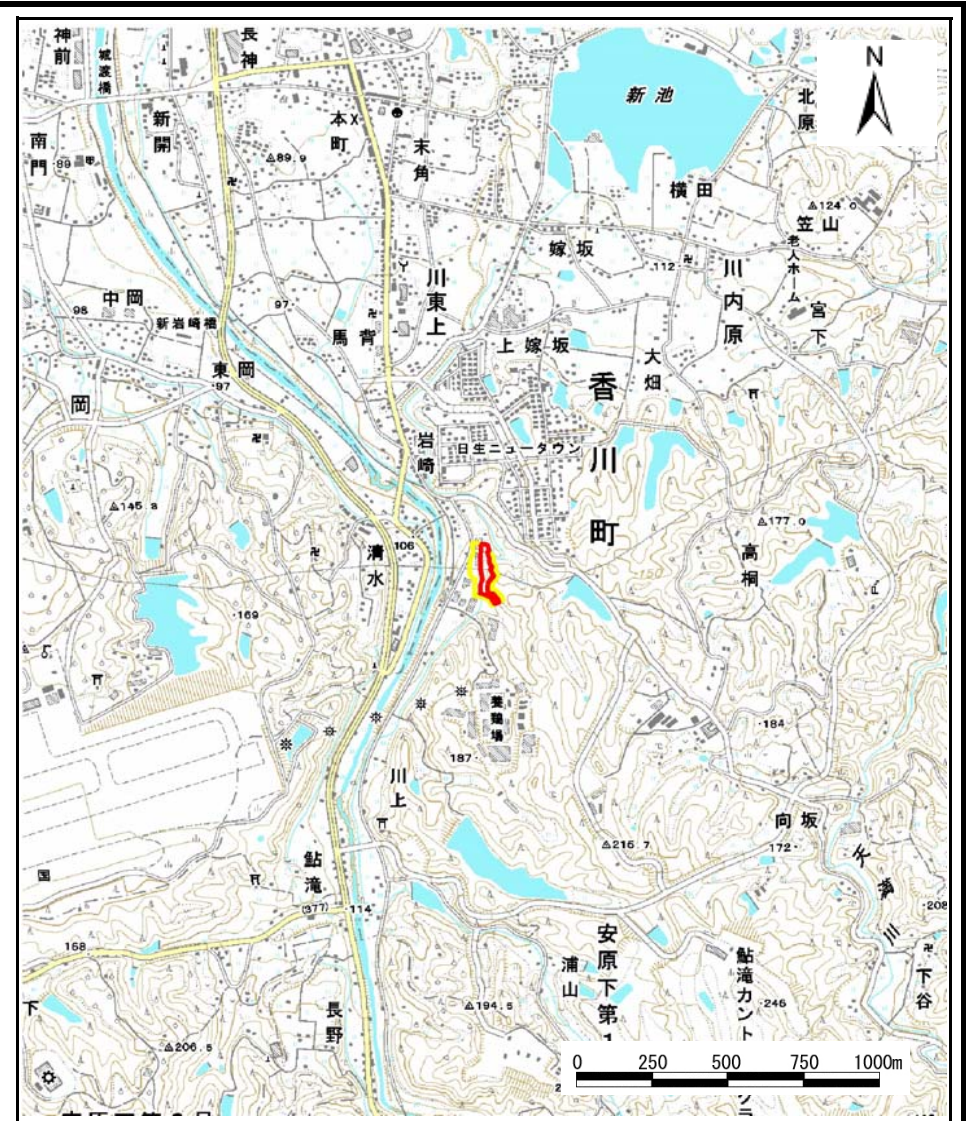 神前
城渡橋
長神
新池
N
北原
南門
89
新開
本町
89.9
末角
横田
124.0
笠山
老人ホーム
嫁坂
112
川内原
宮下
105
中岡
98
新岩崎橋
97
馬背
川東上
上嫁坂
大畑
東岡
97
岡
香川町
岩崎
日生ニュータウン
145.8
177.0
高桐
清水
106
150
169
養鶏場
184
187
川上
向坂
172
215.7
鮎滝
(377)
114
168
208
安原下第1
浦山
鮎滝カント
246
下谷
下
長野
194.5
206.5
0 250 500 750 1000m